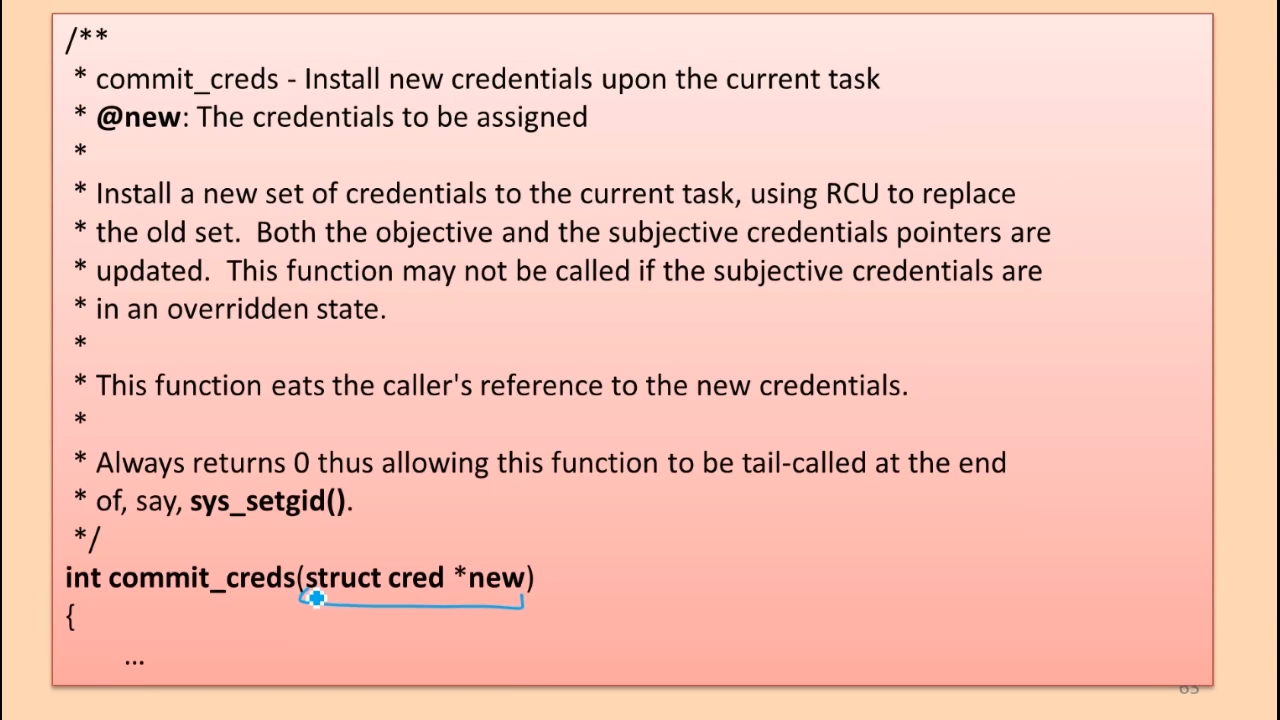 /**
* commit_creds - Install new credentials upon the current task
* @new: The credentials to be assigned
*
* Install a new set of credentials to the current task, using RCU to replace
* the old set.  Both the objective and the subjective credentials pointers are
* updated.  This function may not be called if the subjective credentials are
* in an overridden state.
*
* This function eats the caller's reference to the new credentials.
*
* Always returns 0 thus allowing this function to be tail-called at the end
* of, say, sys_setgid().
*/
int commit_creds(struct cred *new)
{
...